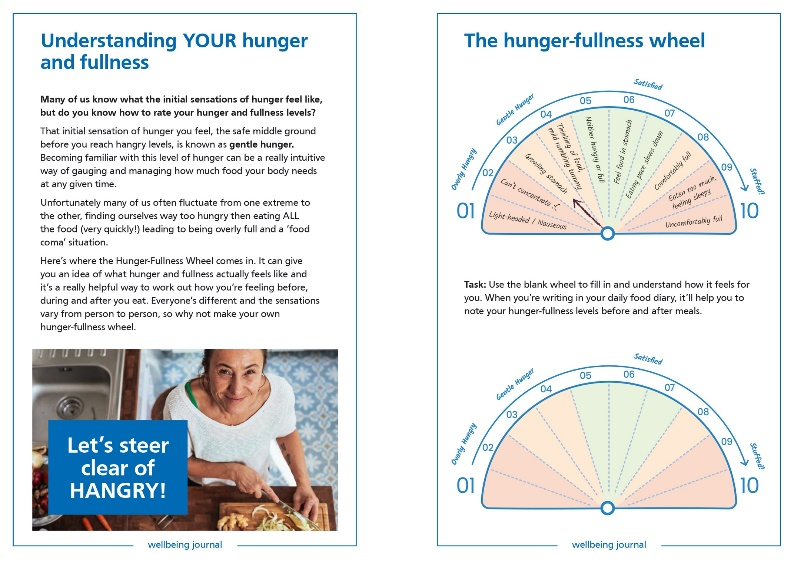 Understanding YOUR hunger
and fullness
Many of us know what the initial sensations of hunger feel like,
but do you know how to rate your hunger and fullness levels?
That initial sensation of hunger you feel, the safe middle ground
before you reach hangry levels, is known as gentle hunger.
Becoming familiar with this level of hunger can be a really intuitive
way of gauging and managing how much food your body needs
at any given time.
Unfortunately many of us often fluctuate from one extreme to
the other, finding ourselves way too hungry then eating ALL
the food (very quickly!) leading to being overly full and a ‘food
coma’ situation.
Here’s where the Hunger-Fullness Wheel comes in. It can give
you an idea of what hunger and fullness actually feels like and
it’s a really helpful way to work out how you’re feeling before,
during and after you eat. Everyone’s different and the sensations
vary from person to person, so why not make your own
hunger-fullness wheel.
Let’s steer
clear of
HANGRY!
wellbeing journal
The hunger-fullness wheel
Overly Hungry
Gentle Hunger
Satisfied
Stuffed!
01
02
03
04
05
06
07
08
09
10
Light-headed / Nauseous
Can't concentrate :(
Growling stomach
Thinking of food,
mild rumbling tummy
Neither hungry or full
Feel food in stomach
Eating pace slows down
Comfortably full
Eaten too much,
feeling sleepy
Uncomfortably full
Task: Use the blank wheel to fill in and understand how it feels for
you. When you’re writing in your daily food diary, it’ll help you to
note your hunger-fullness levels before and after meals.
Overly Hungry
Gentle Hunger
Satisfied
Stuffed!
01
02
03
04
05
06
07
08
09
10
wellbeing journal